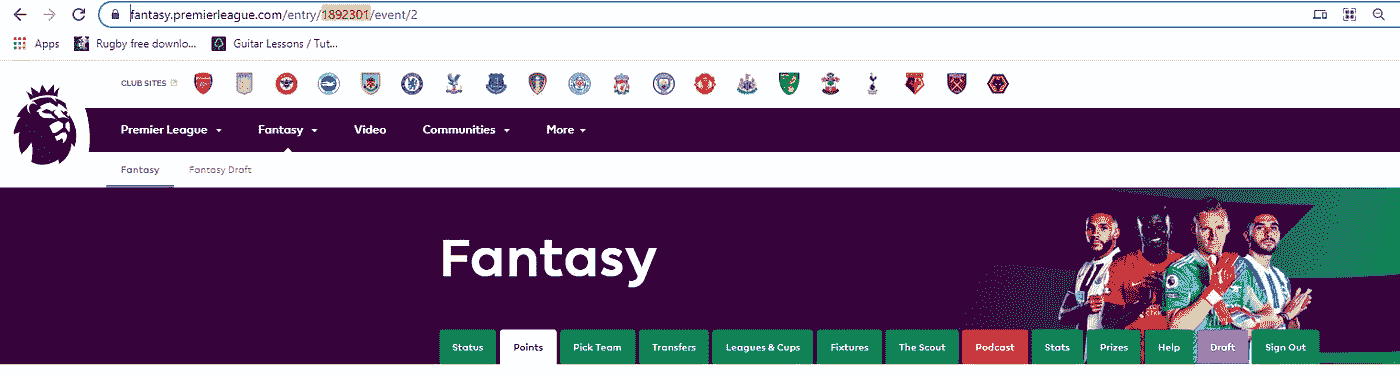 fantasy.premierleague.com/entry/1892301/event/2
Apps Rugby free downlo... Guitar Lessons / Tut...
CLUB SITES
Premier League Fantasy Video Communities More
Fantasy Fantasy Draft
Fantasy
Status Points Pick Team Transfers Leagues & Cups Fixtures The Scout Podcast Stats Prizes Help Draft Sign Out